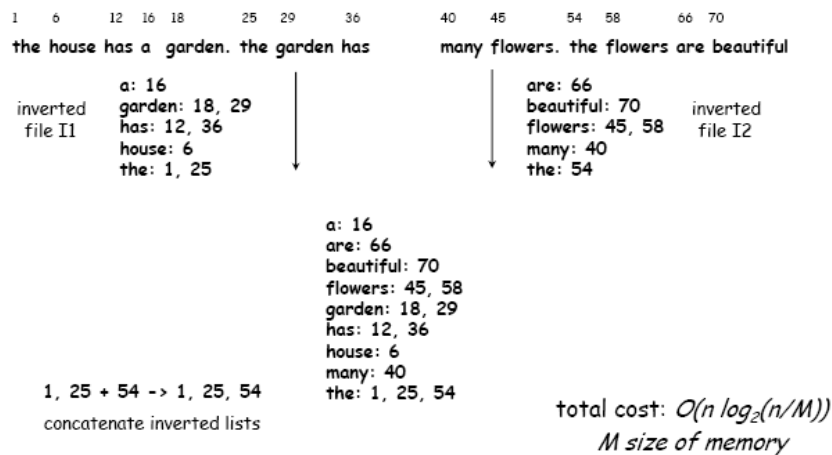 1 6 12 16 18 25 29 36 40 45 54 58 66 70
the house has a garden. the garden has many flowers. the flowers are beautiful
inverted
file I1
a: 16
garden: 18, 29
has: 12, 36
house: 6
the: 1, 25
are: 66
beautiful: 70
flowers: 45, 58
many: 40
the: 54
inverted
file I2
a: 16
are: 66
beautiful: 70
flowers: 45, 58
garden: 18, 29
has: 12, 36
house: 6
many: 40
the: 1, 25, 54
1, 25 + 54 -> 1, 25, 54
concatenate inverted lists
total cost: O(n log₂(n/M))
M size of memory